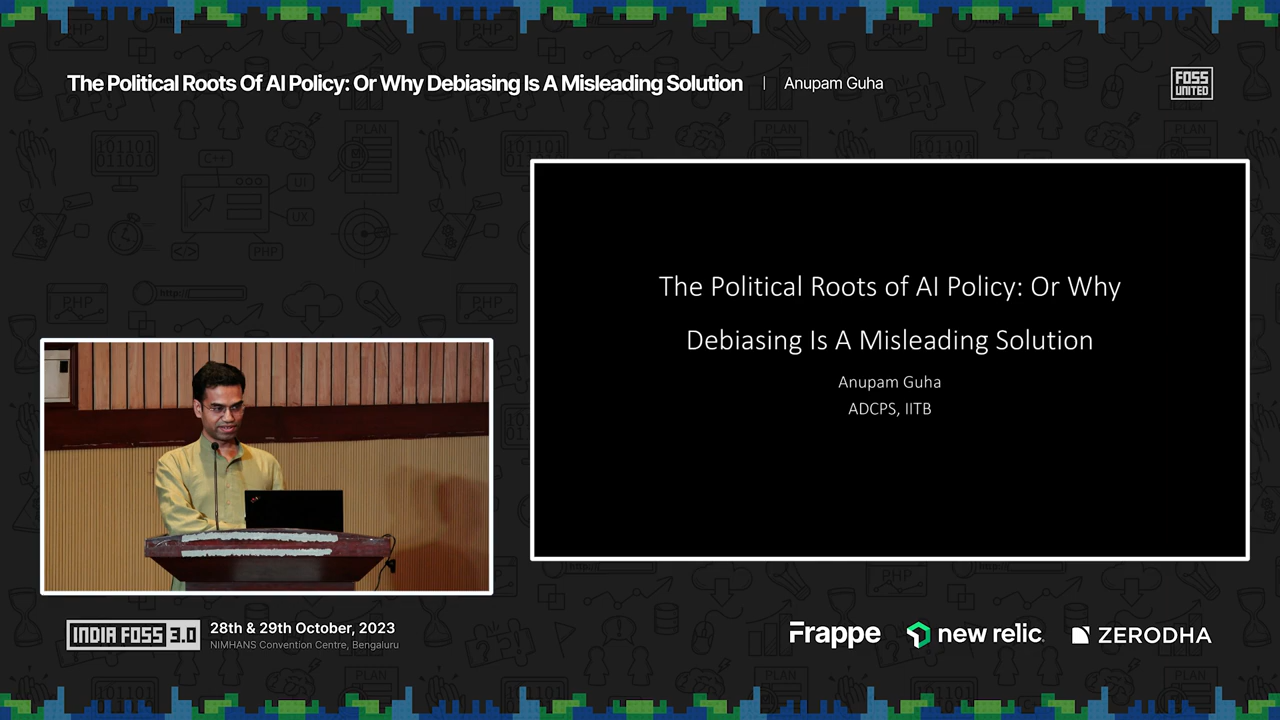 The Political Roots Of AI Policy: Or Why Debiasing Is A Misleading Solution | Anupam Guha
FOSS
UNITED
The Political Roots of AI Policy: Or Why
Debiasing Is A Misleading Solution
Anupam Guha
ADCPS, IITB
INDIA FOSS 3.0
28th & 29th October, 2023
NIMHANS Convention Centre, Bengaluru
Frappe
new relic
ZERODHA